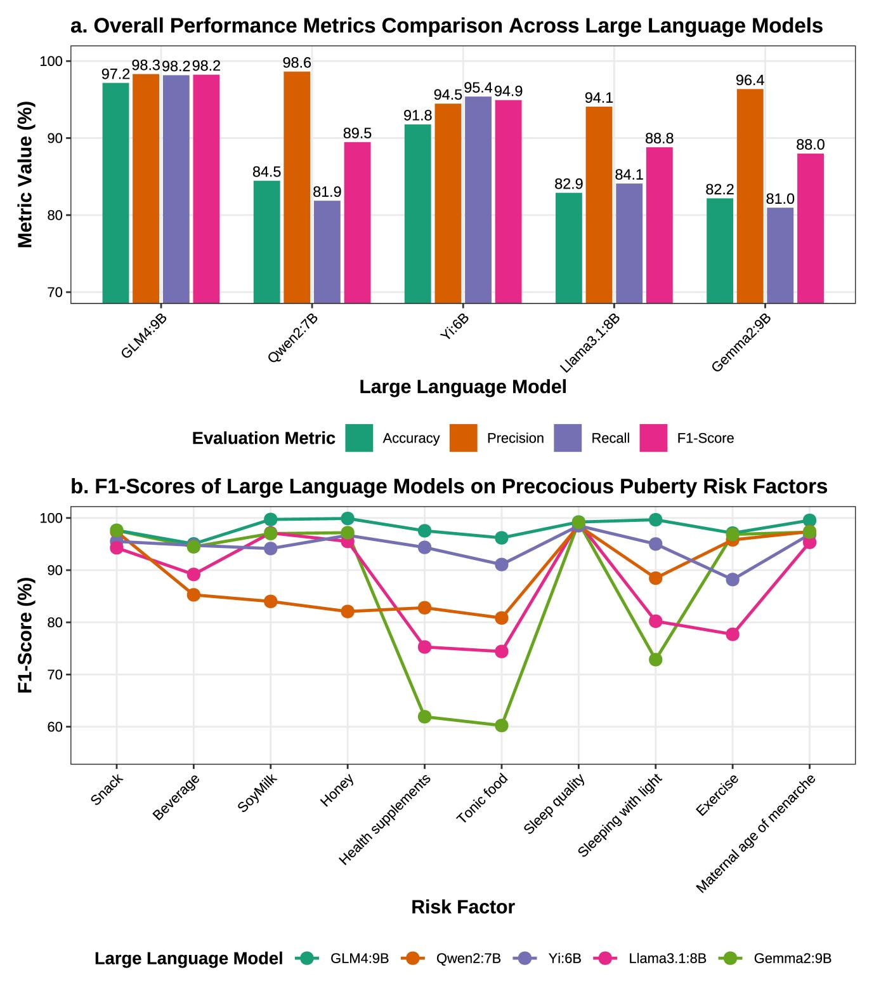 a. Overall Performance Metrics Comparison Across Large Language Models
Metric Value (%)
100
90
80
70
97.2 98.3 98.2 98.2
84.5 98.6 81.9 89.5
91.8 94.5 95.4 94.9
82.9 94.1 84.1 88.8
82.2 96.4 81.0 88.0
GLM4:9B
Qwen2:7B
Yi:6B
Llama3.1:8B
Gemma2:9B
Large Language Model
Evaluation Metric Accuracy Precision Recall F1-Score
b. F1-Scores of Large Language Models on Precocious Puberty Risk Factors
F1-Score (%)
100
90
80
70
60
Snack
Beverage
SoyMilk
Honey
Health supplements
Tonic food
Sleep quality
Sleeping with light
Exercise
Maternal age of menarche
Risk Factor
Large Language Model GLM4:9B Qwen2:7B Yi:6B Llama3.1:8B Gemma2:9B